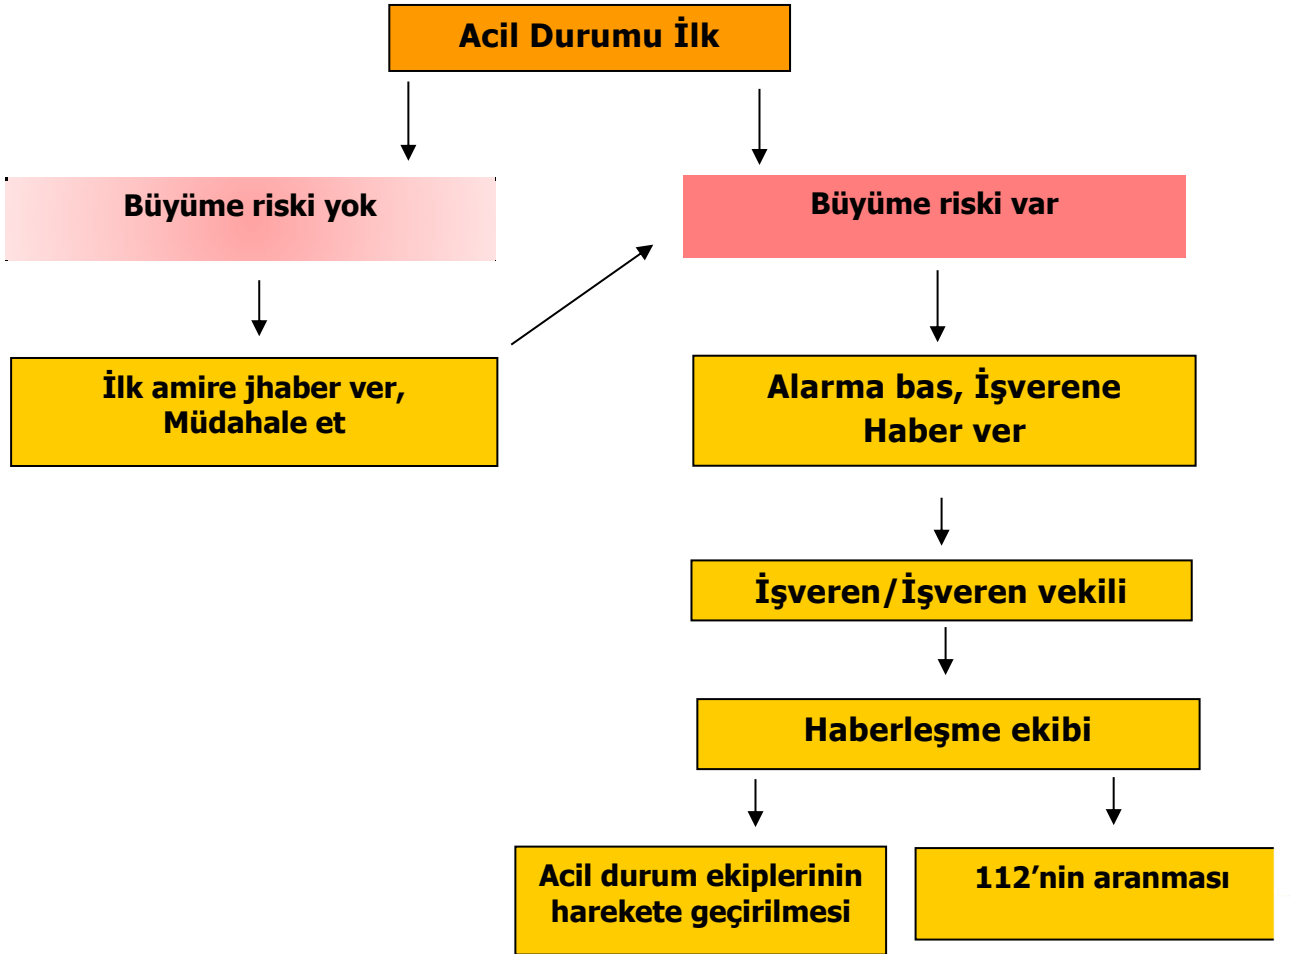 Acil Durumu İlk
Büyüme riski yok
Büyüme riski var
İlk amire jhaber ver,
Müdahale et
Alarma bas, İşverene
Haber ver
İşveren/İşveren vekili
Haberleşme ekibi
Acil durum ekiplerinin
harekete geçirilmesi
112’nin aranması